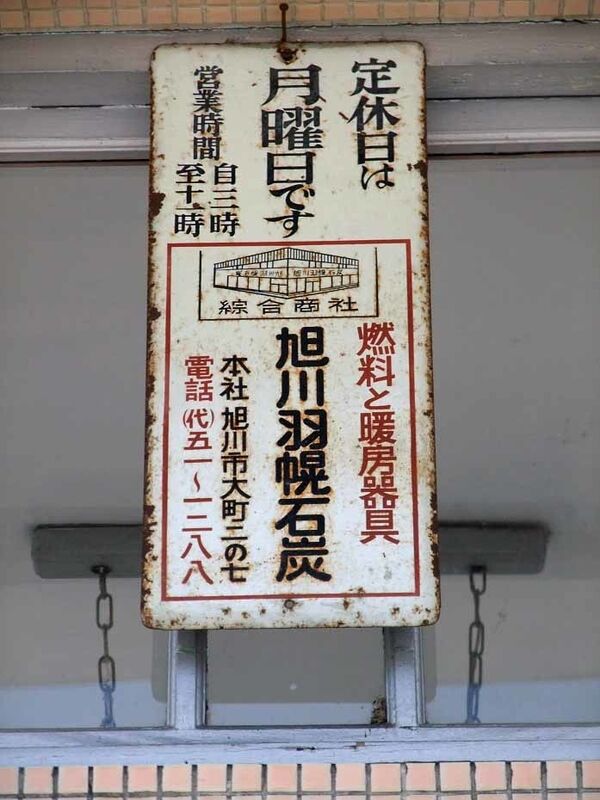 定休日は
月曜日です
営業時間
自三時
至十一時
綜合商社
燃料と暖房器具
旭川羽幌石炭
本社 旭川市大町二の七
電話(代)五一〜一二八八